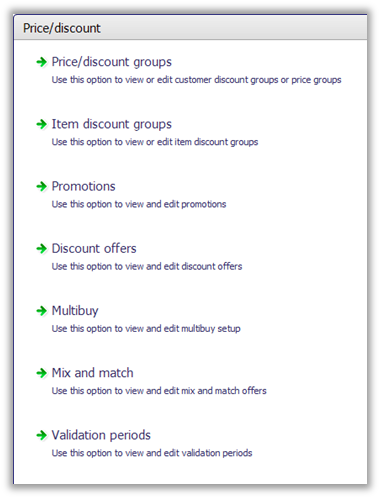 Price/discount
Price/discount groups
Use this option to view or edit customer discount groups or price groups
Item discount groups
Use this option to view or edit item discount groups
Promotions
Use this option to view and edit promotions
Discount offers
Use this option to view and edit discount offers
Multibuy
Use this option to view and edit multibuy setup
Mix and match
Use this option to view and edit mix and match offers
Validation periods
Use this option to view and edit validation periods